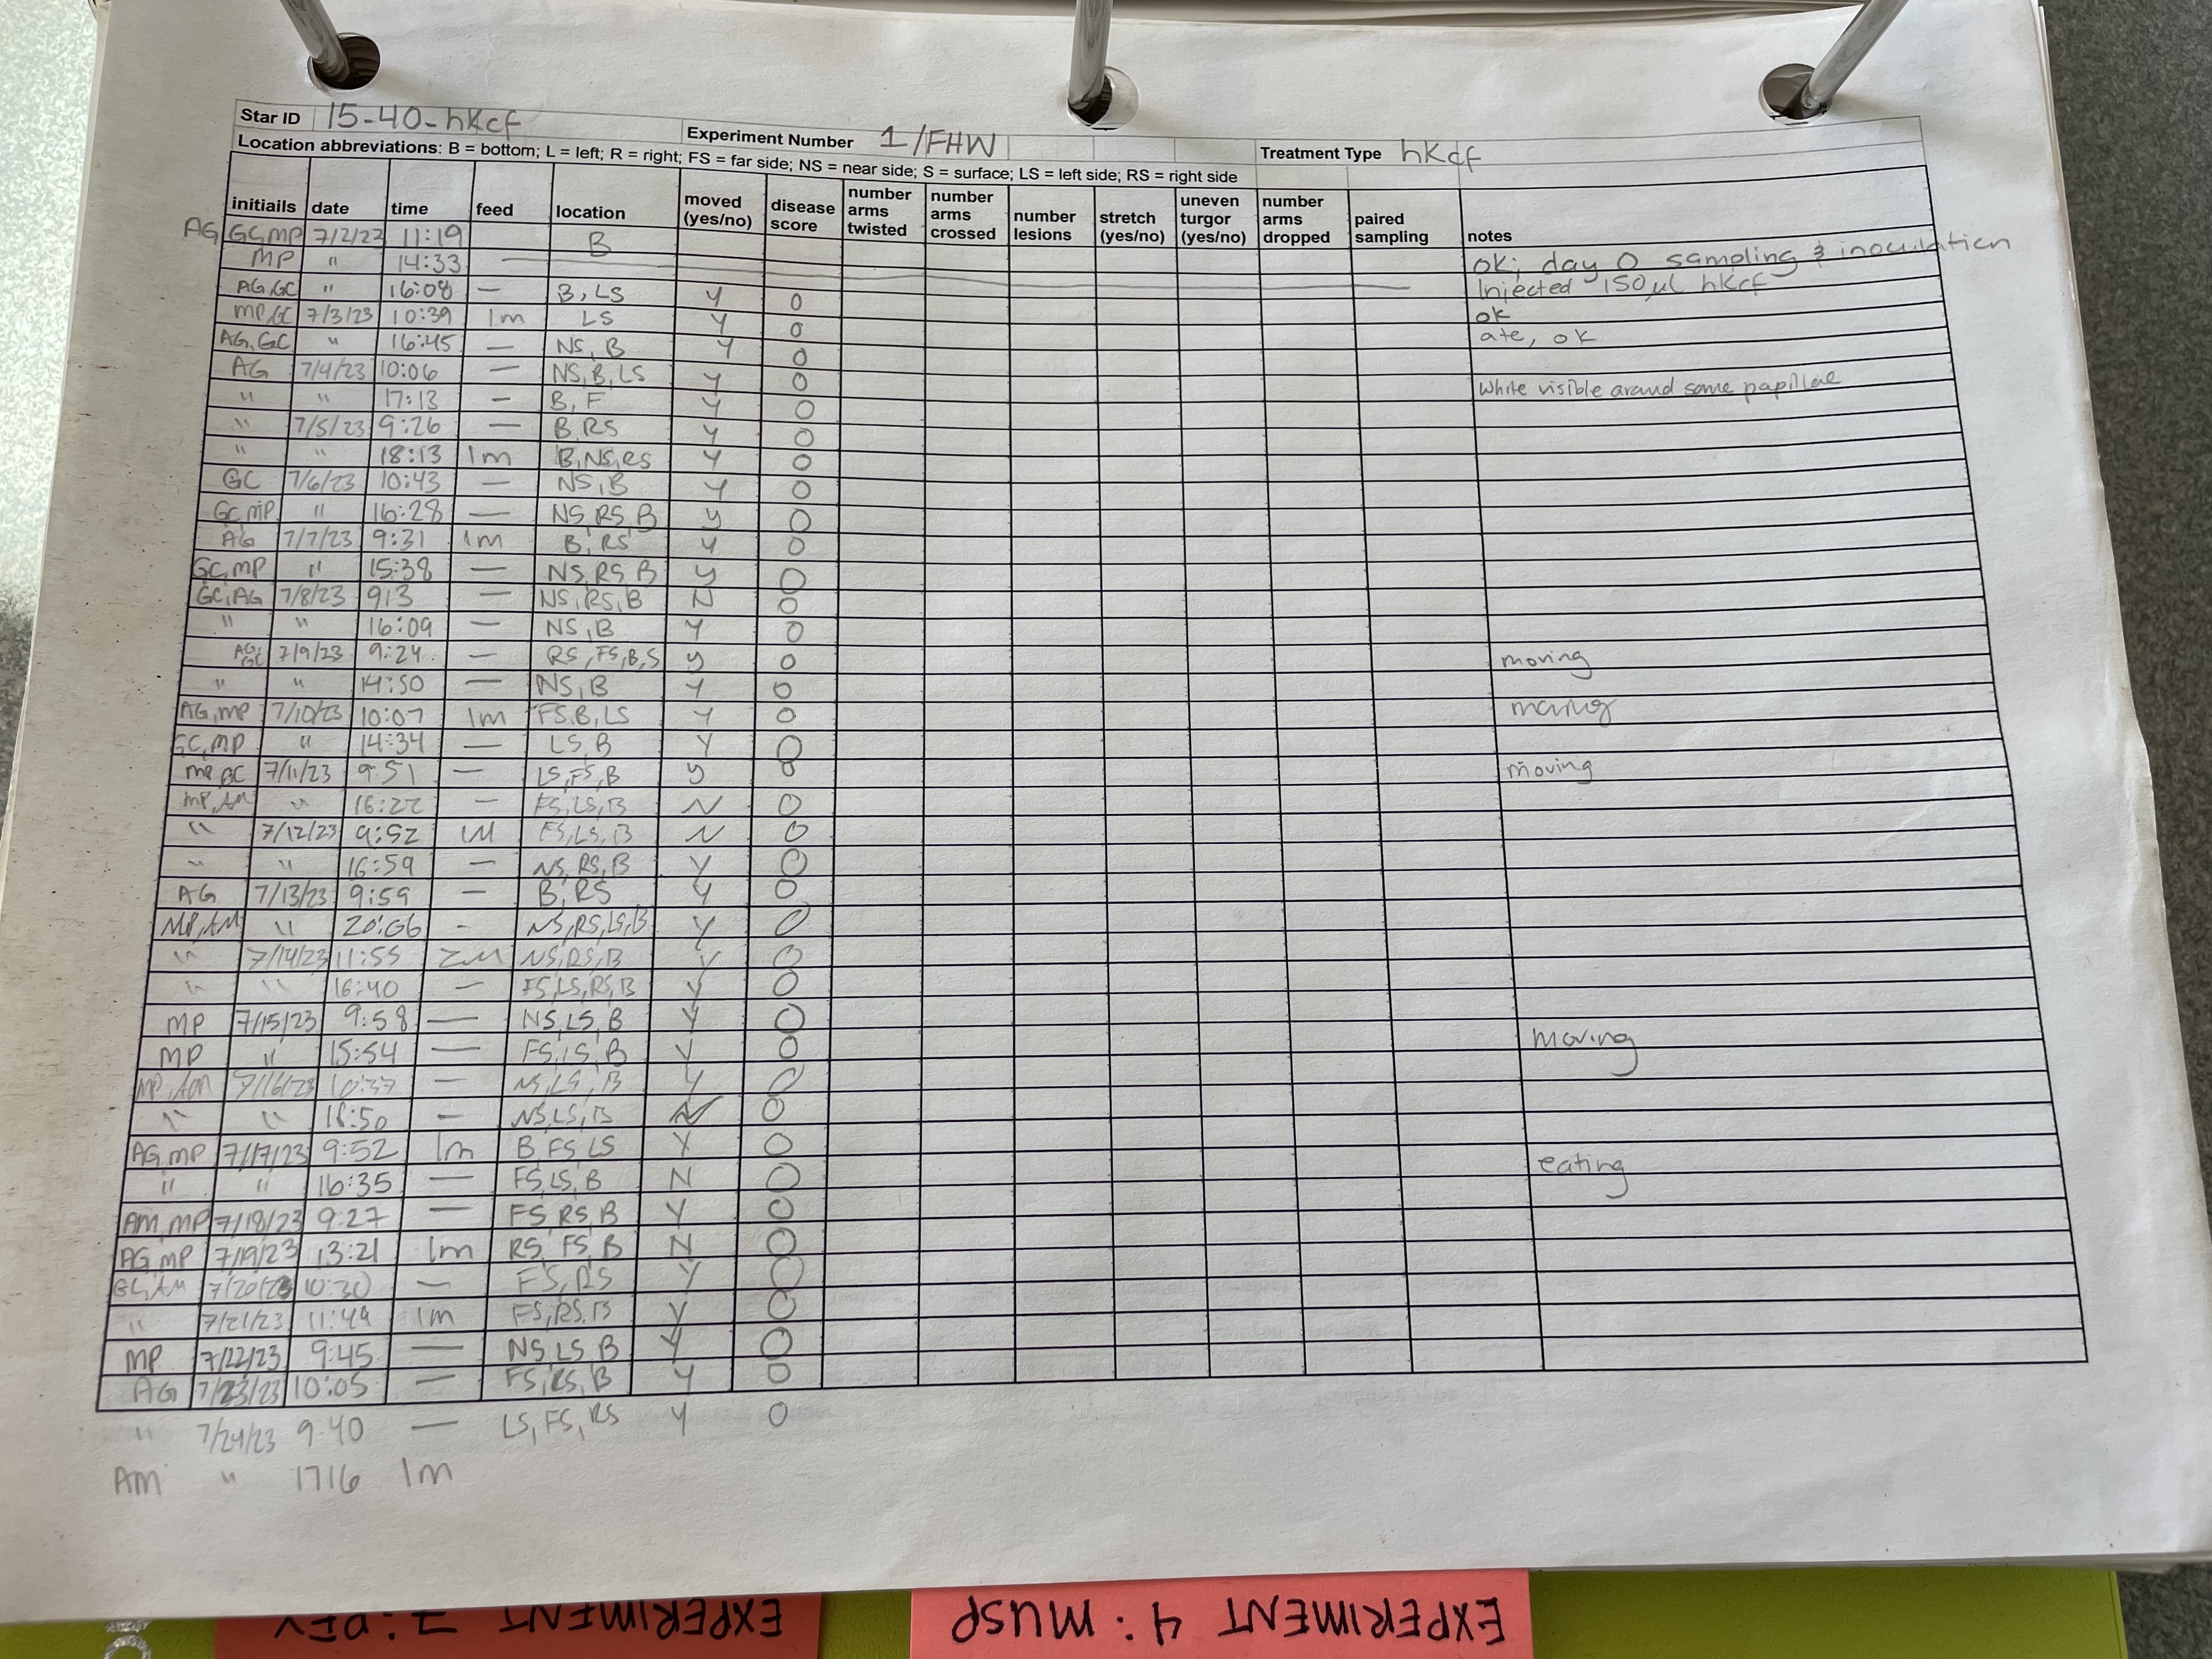 Star ID 15-40-hkcf Experiment Number 1/FHW Treatment Type hkcf
Location abbreviations: B = bottom; L = left; R = right; FS = far side; NS = near side; S = surface; LS = left side; RS = right side
initiails date time feed location moved (yes/no) disease score number arms twisted number arms crossed number lesions stretch (yes/no) uneven turgor (yes/no) number arms dropped paired sampling notes
AG, GC, MP 7/2/23 11:19 B ok; day 0 sampling & inoculation
MP " 14:33 — Injected 150 µL hkcf
AG, GC " 16:08 — B, LS Y 0 ok
MP, GC 7/3/23 10:39 1m LS Y 0 ate, ok
AG, GC " 16:45 — NS, B Y 0
AG 7/4/23 10:06 — NS, B, LS Y 0 White visible around some papillae
" " 17:13 — B, F Y 0
" 7/5/23 9:26 — B, RS Y 0
" " 18:13 1m B, NS, RS Y 0
GC 7/6/23 10:43 — NS, B Y 0
GC, MP " 16:28 — NS, RS, B y 0
AG 7/7/23 9:31 1m B, RS Y 0
GC, MP " 15:38 — NS, RS, B y 0
GC, AG 7/8/23 913 — NS, RS, B N 0
" " 16:09 — NS, B Y 0
AG, GC 7/9/23 9:24 — RS, FS, B, S y 0 moving
" " 14:50 — NS, B Y 0
AG, MP 7/10/23 10:07 1m FS, B, LS Y 0 moving
GC, MP " 14:34 — LS, B Y 0
MP, GC 7/11/23 9:51 — LS, FS, B y 0 moving
MP, AM " 16:22 — FS, LS, B N 0
" 7/12/23 9:52 1M FS, LS, B N 0
" " 16:59 — NS, RS, B Y 0
AG 7/13/23 9:59 — B, RS Y 0
MP, AM " 20:06 - NS, RS, LS, B Y 0
" 7/14/23 11:55 2M NS, RS, B Y 0
" " 16:40 — FS, LS, RS, B Y 0
MP 7/15/23 9:58 — NS, LS, B Y 0
MP " 15:54 — FS, LS, B Y 0 moving
MP, AM 7/16/23 10:37 — NS, LS, B Y 0
" " 18:50 — NS, LS, B N 0
AG, MP 7/17/23 9:52 1m B FS, LS Y 0
" " 16:35 — FS, LS, B N 0 eating
AM, MP 7/18/23 9:27 — FS, RS, B Y 0
AG, MP 7/19/23 13:21 1m RS, FS, B N 0
GC, AM 7/20/23 10:30 — FS, RS Y 0
" 7/21/23 11:49 1m FS, RS, B Y 0
MP 7/22/23 9:45 — NS, LS, B Y 0
AG 7/23/23 10:05 — FS, RS, B Y 0
" 7/24/23 9:40 — LS, FS, RS Y 0
AM " 1716 1m
EXPERIMENT 4: MUSP
EXPERIMENT